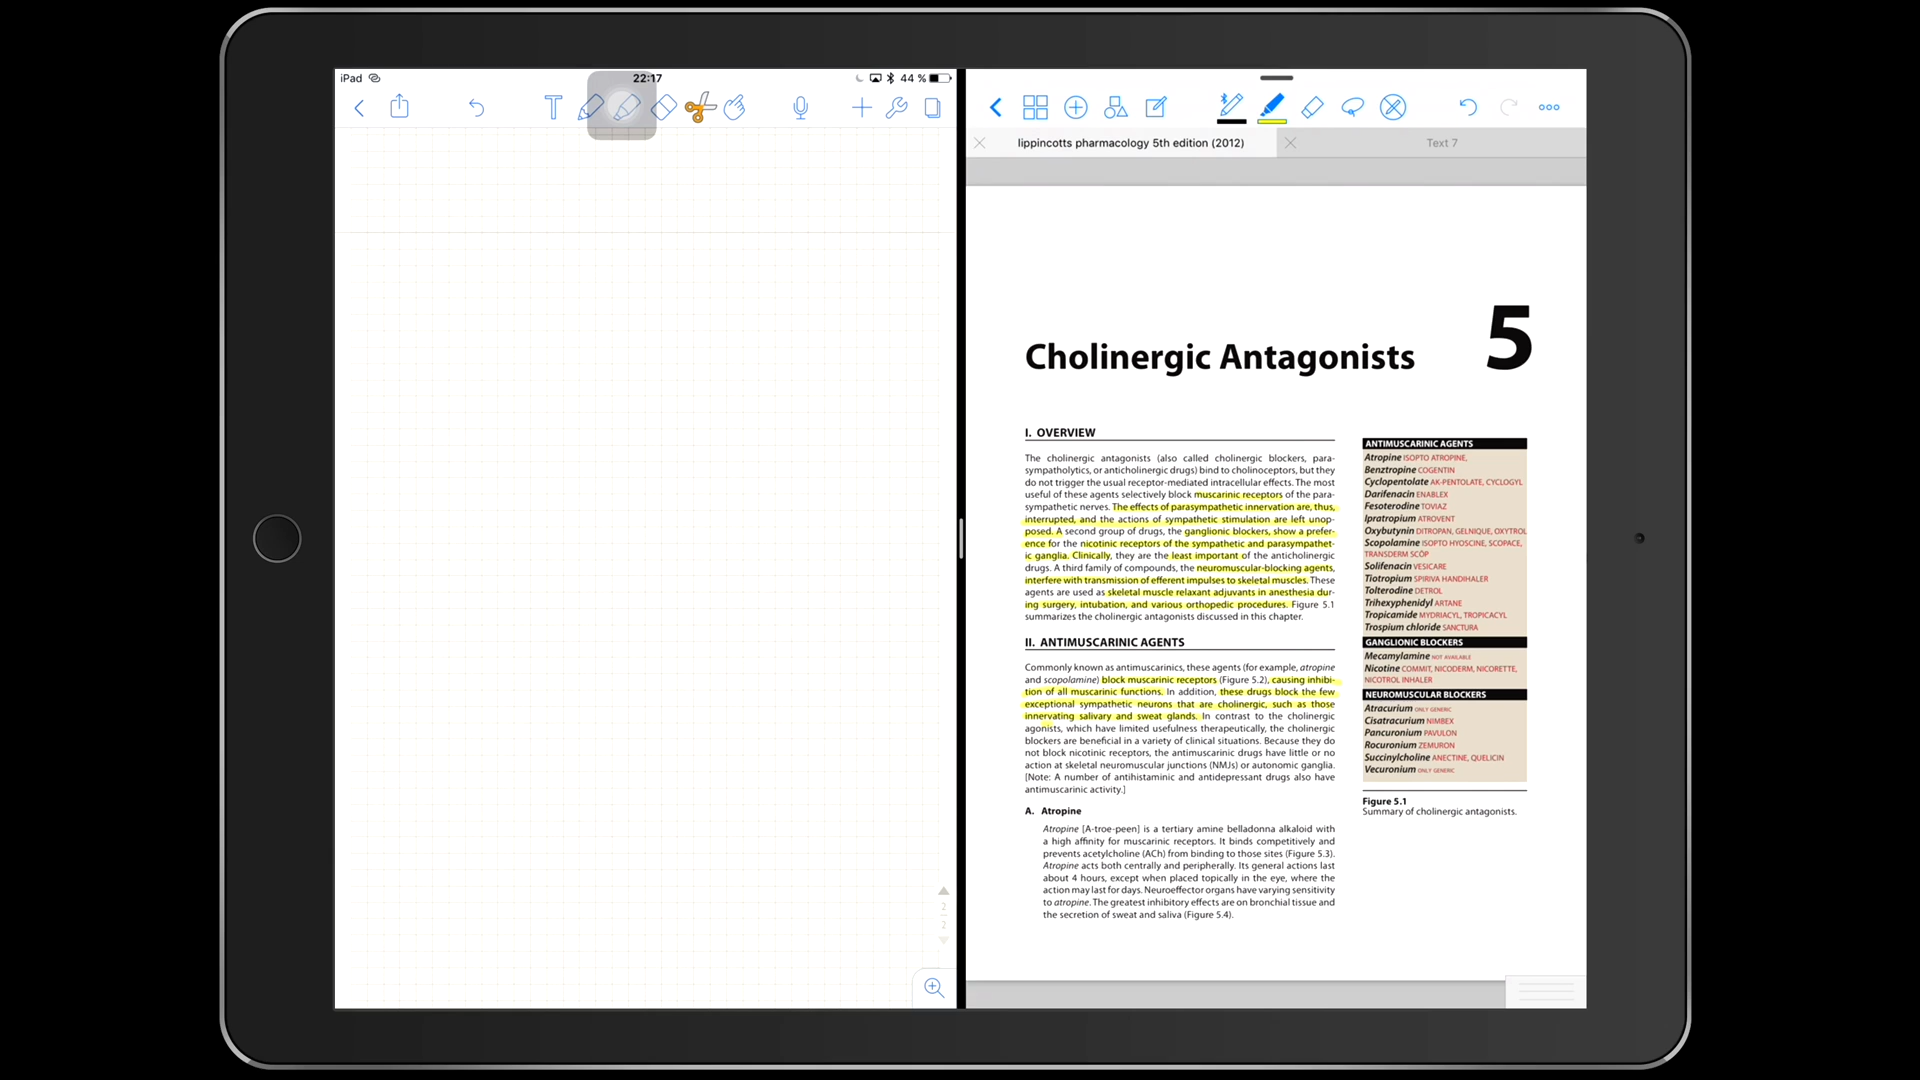 iPad
22:17
44 %
lippincotts pharmacology 5th edition (2012)
Text 7
5
Cholinergic Antagonists
I. OVERVIEW
The cholinergic antagonists (also called cholinergic blockers, para-
sympatholytics, or anticholinergic drugs) bind to cholinoceptors, but they
do not trigger the usual receptor-mediated intracellular effects. The most
useful of these agents selectively block muscarinic receptors of the para-
sympathetic nerves. The effects of parasympathetic innervation are, thus,
interrupted, and the actions of sympathetic stimulation are left unop-
posed. A second group of drugs, the ganglionic blockers, show a prefer-
ence for the nicotinic receptors of the sympathetic and parasympathet-
ic ganglia. Clinically, they are the least important of the anticholinergic
drugs. A third family of compounds, the neuromuscular-blocking agents,
interfere with transmission of efferent impulses to skeletal muscles. These
agents are used as skeletal muscle relaxant adjuvants in anesthesia dur-
ing surgery, intubation, and various orthopedic procedures. Figure 5.1
summarizes the cholinergic antagonists discussed in this chapter.
II. ANTIMUSCARINIC AGENTS
Commonly known as antimuscarinics, these agents (for example, atropine
and scopolamine) block muscarinic receptors (Figure 5.2), causing inhibi-
tion of all muscarinic functions. In addition, these drugs block the few
exceptional sympathetic neurons that are cholinergic, such as those
innervating salivary and sweat glands. In contrast to the cholinergic
agonists, which have limited usefulness therapeutically, the cholinergic
blockers are beneficial in a variety of clinical situations. Because they do
not block nicotinic receptors, the antimuscarinic drugs have little or no
action at skeletal neuromuscular junctions (NMJs) or autonomic ganglia.
[Note: A number of antihistaminic and antidepressant drugs also have
antimuscarinic activity.]
A. Atropine
Atropine [A-troe-peen] is a tertiary amine belladonna alkaloid with
a high affinity for muscarinic receptors. It binds competitively and
prevents acetylcholine (ACh) from binding to those sites (Figure 5.3).
Atropine acts both centrally and peripherally. Its general actions last
about 4 hours, except when placed topically in the eye, where the
action may last for days. Neuroeffector organs have varying sensitivity
to atropine. The greatest inhibitory effects are on bronchial tissue and
the secretion of sweat and saliva (Figure 5.4).
ANTIMUSCARINIC AGENTS
Atropine ISOPTO ATROPINE,
Benztropine COGENTIN
Cyclopentolate AK-PENTOLATE, CYCLOGYL
Darifenacin ENABLEX
Fesoterodine TOVIAZ
Ipratropium ATROVENT
Oxybutynin DITROPAN, GELNIQUE, OXYTROL
Scopolamine ISOPTO HYOSCINE, SCOPACE,
TRANSDERM SCŌP
Solifenacin VESICARE
Tiotropium SPIRIVA HANDIHALER
Tolterodine DETROL
Trihexyphenidyl ARTANE
Tropicamide MYDRIACYL, TROPICACYL
Trospium chloride SANCTURA
GANGLIONIC BLOCKERS
Mecamylamine NOT AVAILABLE
Nicotine COMMIT, NICODERM, NICORETTE,
NICOTROL INHALER
NEUROMUSCULAR BLOCKERS
Atracurium ONLY GENERIC
Cisatracurium NIMBEX
Pancuronium PAVULON
Rocuronium ZEMURON
Succinylcholine ANECTINE, QUELICIN
Vecuronium ONLY GENERIC
Figure 5.1
Summary of cholinergic antagonists.
2
2